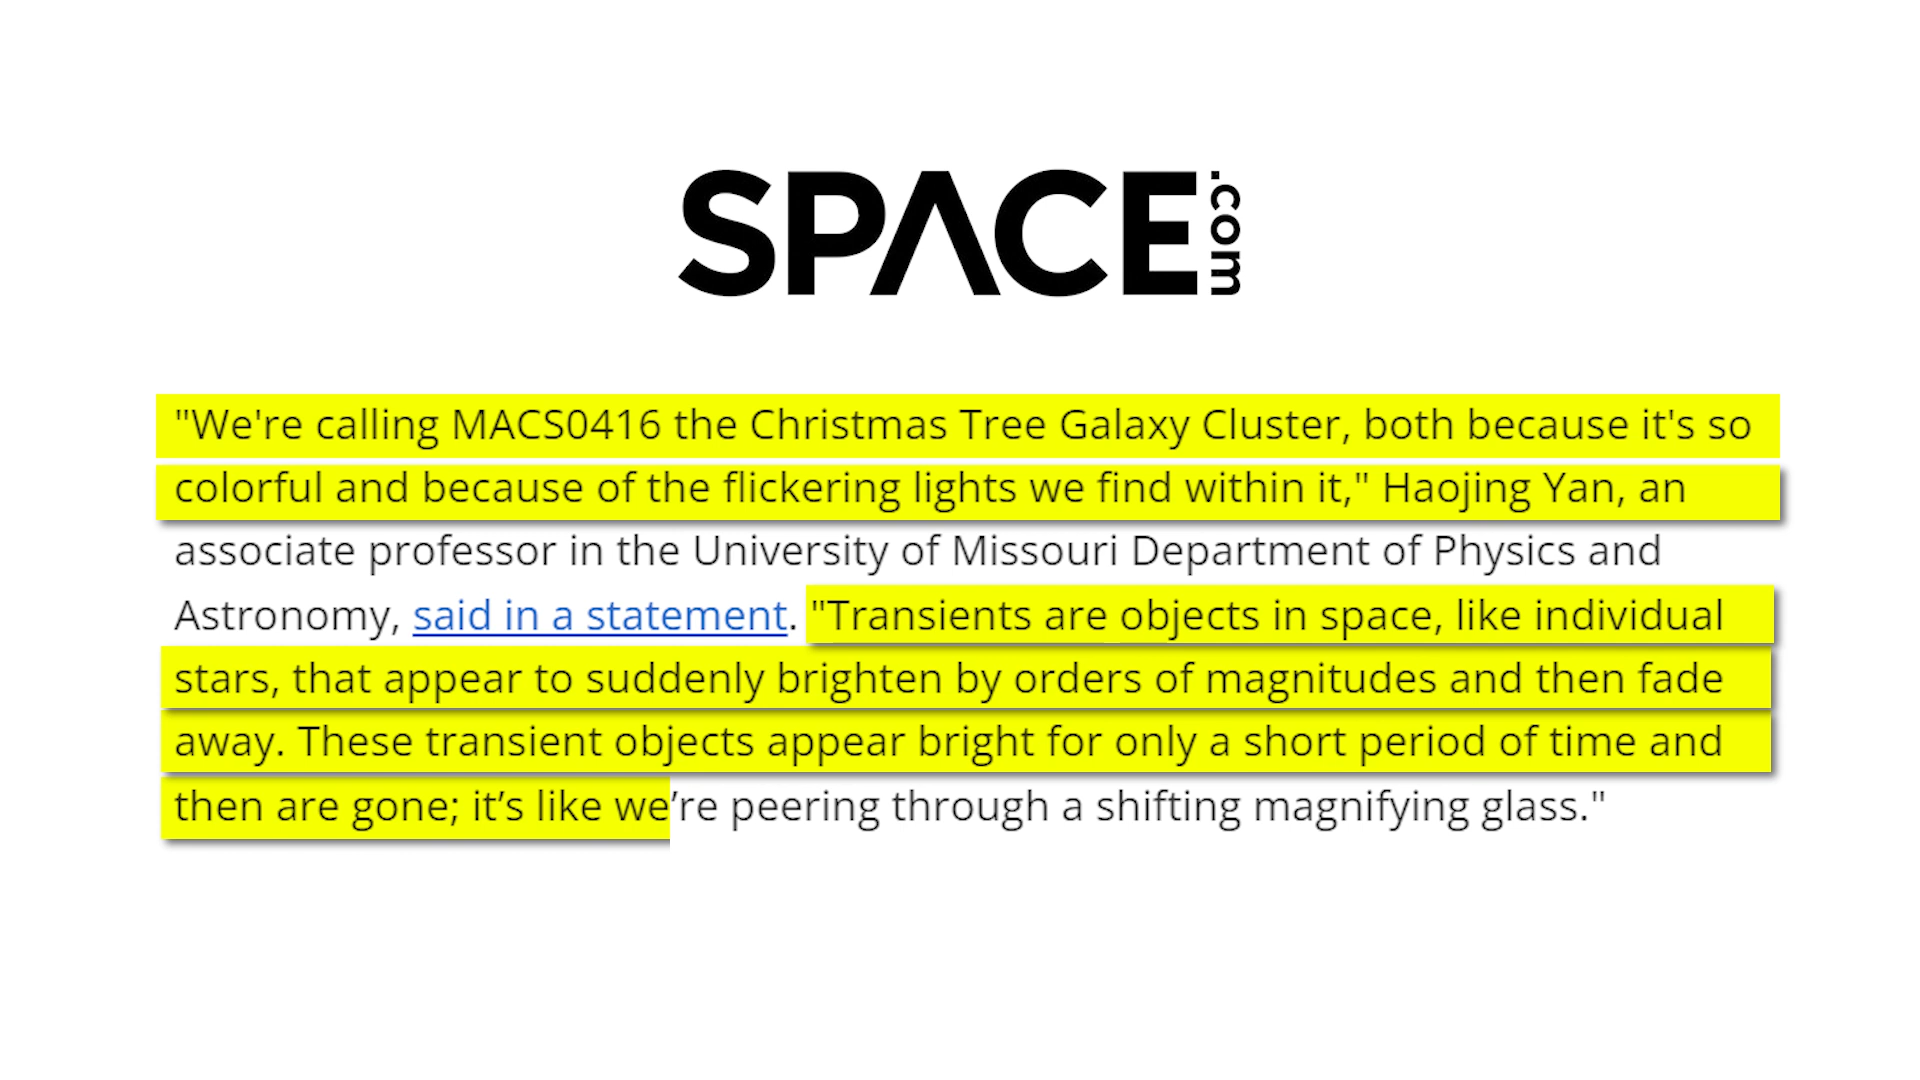 SPACE.com
"We're calling MACS0416 the Christmas Tree Galaxy Cluster, both because it's so
colorful and because of the flickering lights we find within it," Haojing Yan, an
associate professor in the University of Missouri Department of Physics and
Astronomy, said in a statement. "Transients are objects in space, like individual
stars, that appear to suddenly brighten by orders of magnitudes and then fade
away. These transient objects appear bright for only a short period of time and
then are gone; it’s like we’re peering through a shifting magnifying glass."